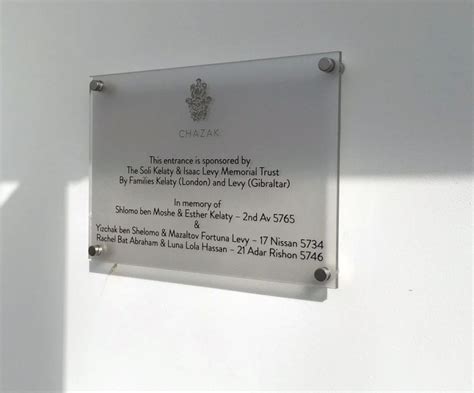 CHAZAK
This entrance is sponsored by
The Soli Kelaty & Isaac Levy Memorial Trust
By Families Kelaty (London) and Levy (Gibraltar)
In memory of
Shlomo ben Moshe & Esther Kelaty – 2nd Av 5765
&
Yizchak ben Shelomo & Mazaltov Fortuna Levy – 17 Nissan 5734
Rachel Bat Abraham & Luna Lola Hassan – 21 Adar Rishon 5746